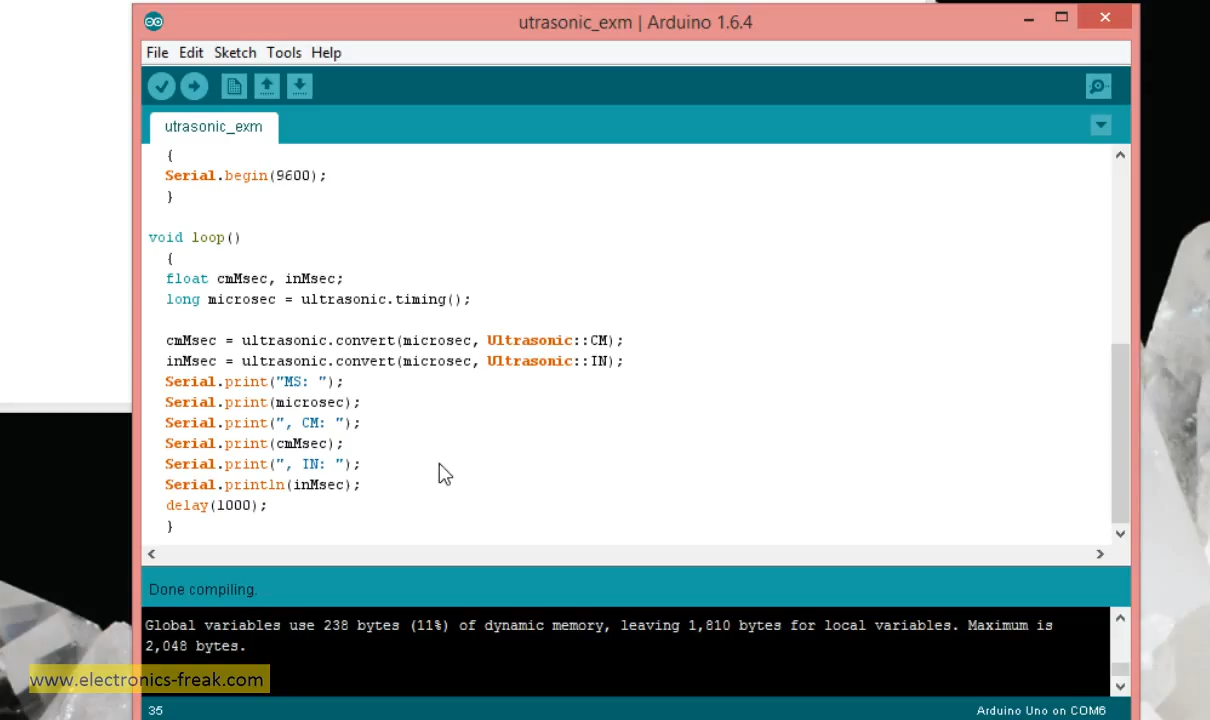 utrasonic_exm | Arduino 1.6.4
File Edit Sketch Tools Help
utrasonic_exm
{
Serial.begin(9600);
}
void loop()
{
float cmMsec, inMsec;
long microsec = ultrasonic.timing();
cmMsec = ultrasonic.convert(microsec, Ultrasonic::CM);
inMsec = ultrasonic.convert(microsec, Ultrasonic::IN);
Serial.print("MS: ");
Serial.print(microsec);
Serial.print(", CM: ");
Serial.print(cmMsec);
Serial.print(", IN: ");
Serial.println(inMsec);
delay(1000);
}
Done compiling.
Global variables use 238 bytes (11%) of dynamic memory, leaving 1,810 bytes for local variables. Maximum is
2,048 bytes.
www.electronics-freak.com
35 Arduino Uno on COM6